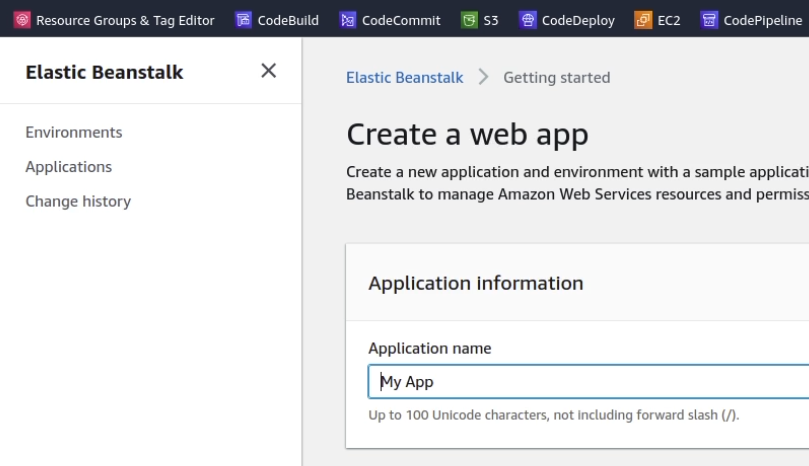 Resource Groups & Tag Editor CodeBuild CodeCommit S3 CodeDeploy EC2 CodePipeline
Elastic Beanstalk
Environments
Applications
Change history
Elastic Beanstalk > Getting started
Create a web app
Create a new application and environment with a sample
Beanstalk to manage Amazon Web Services resources and
Application information
Application name
My App
Up to 100 Unicode characters, not including forward slash (/).